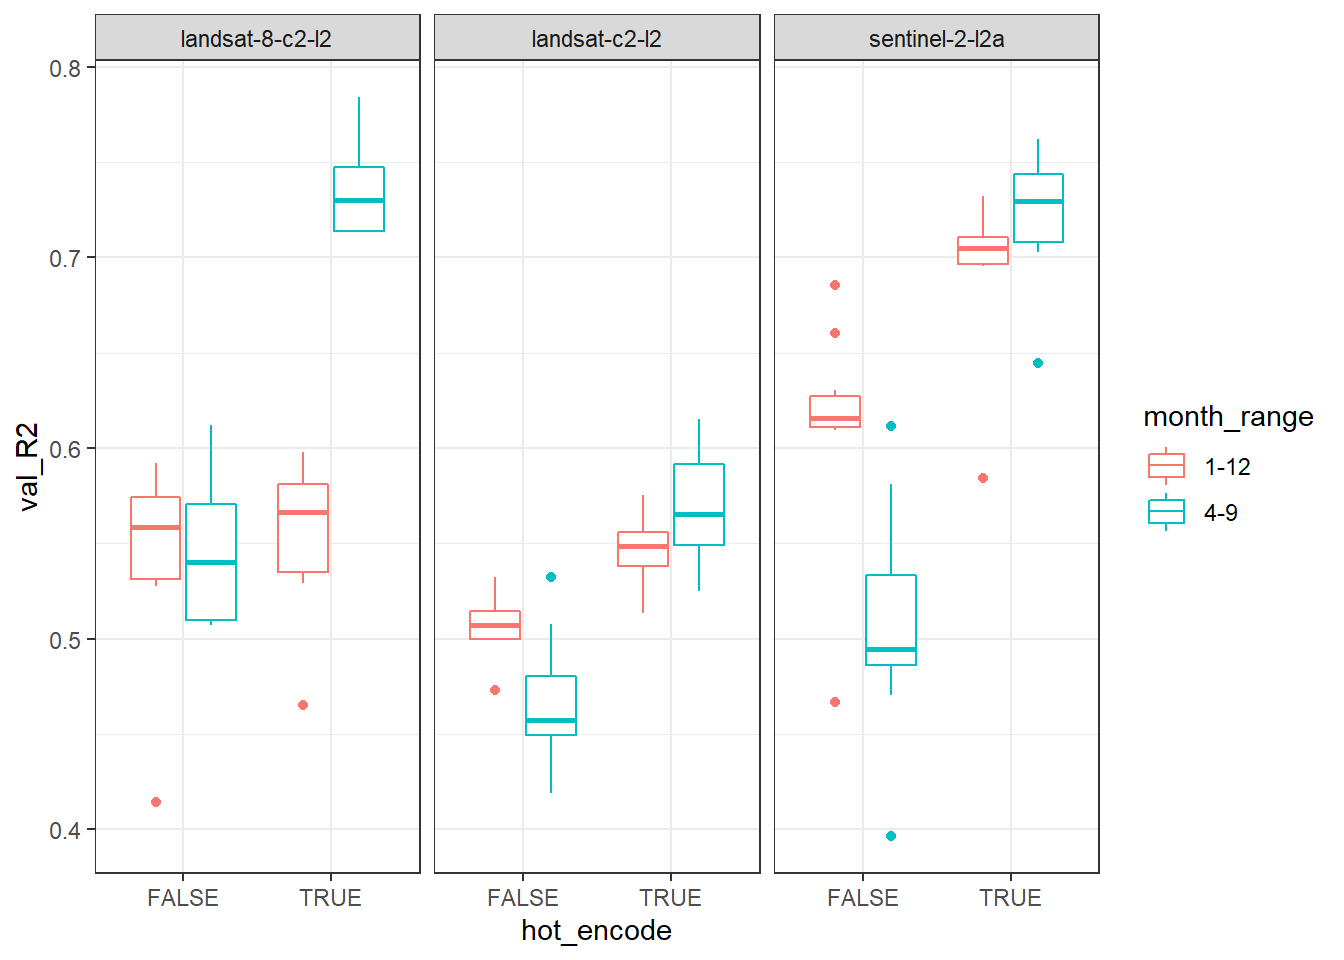 landsat-8-c2-l2 landsat-c2-l2 sentinel-2-l2a
0.8
0.7
0.6
0.5
0.4
val_R2
FALSE TRUE FALSE TRUE FALSE TRUE
hot_encode
month_range
1-12
4-9